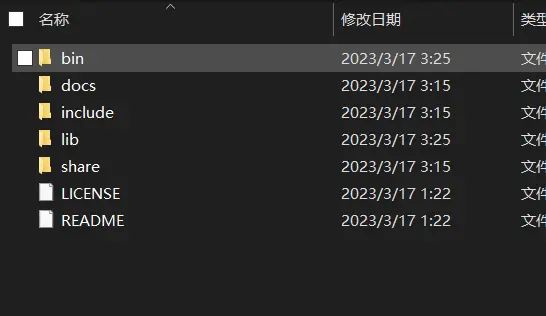 名称 修改日期 类型
bin 2023/3/17 3:25 文件
docs 2023/3/17 3:15 文件
include 2023/3/17 3:15 文件
lib 2023/3/17 3:25 文件
share 2023/3/17 3:15 文件
LICENSE 2023/3/17 1:22 文件
README 2023/3/17 1:22 文件